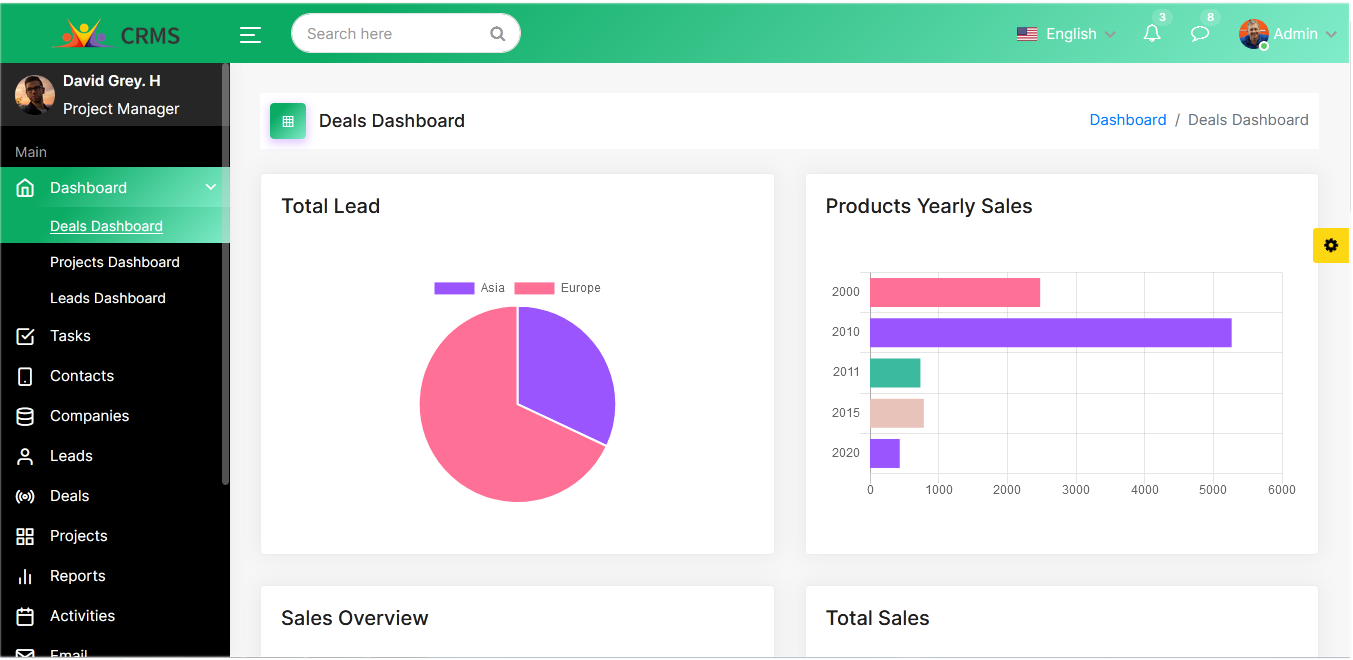 CRMS
Search here
English
3
8
Admin
David Grey. H
Project Manager
Main
Dashboard
Deals Dashboard
Projects Dashboard
Leads Dashboard
Tasks
Contacts
Companies
Leads
Deals
Projects
Reports
Activities
Email
Deals Dashboard
Dashboard / Deals Dashboard
Total Lead
Asia Europe
Products Yearly Sales
2000
2010
2011
2015
2020
0 1000 2000 3000 4000 5000 6000
Sales Overview
Total Sales